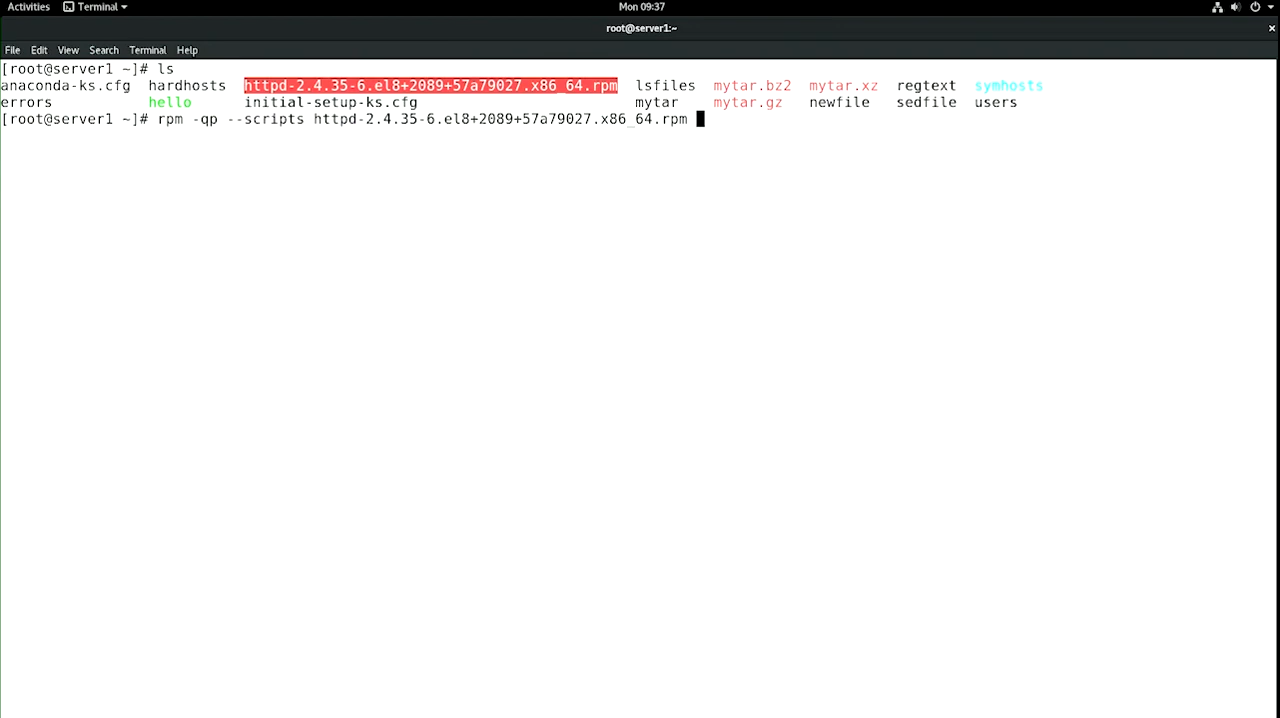 Activities Terminal Mon 09:37
root@server1:~ ×
File Edit View Search Terminal Help
[root@server1 ~]# ls
anaconda-ks.cfg hardhosts httpd-2.4.35-6.el8+2089+57a79027.x86_64.rpm lsfiles mytar.bz2 mytar.xz regtext symhosts
errors hello initial-setup-ks.cfg mytar mytar.gz newfile sedfile users
[root@server1 ~]# rpm -qp --scripts httpd-2.4.35-6.el8+2089+57a79027.x86_64.rpm